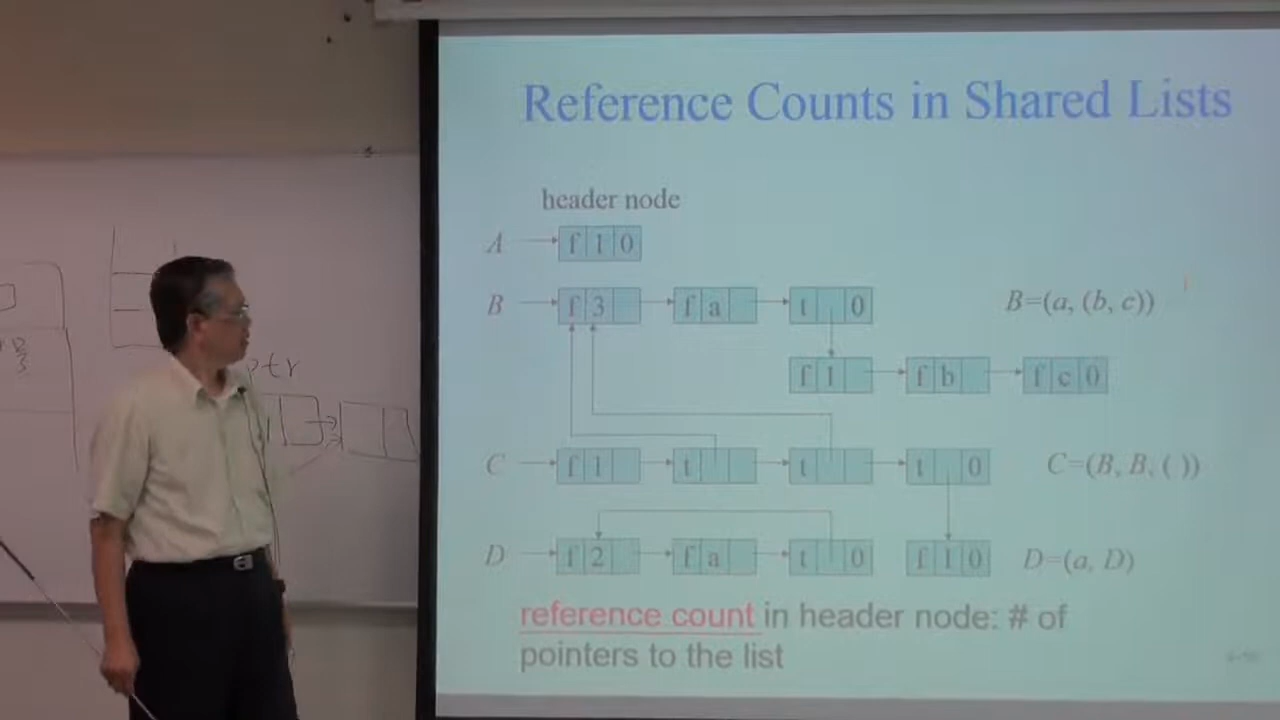 Reference Counts in Shared Lists
header node
A f 1 0
B f 3 f a t 0 B=(a, (b, c))
f 1 f b f c 0
ptr
C f 1 t t t 0 C=(B, B, ( ))
D f 2 f a t 0 f 1 0 D=(a, D)
reference count in header node: # of
pointers to the list